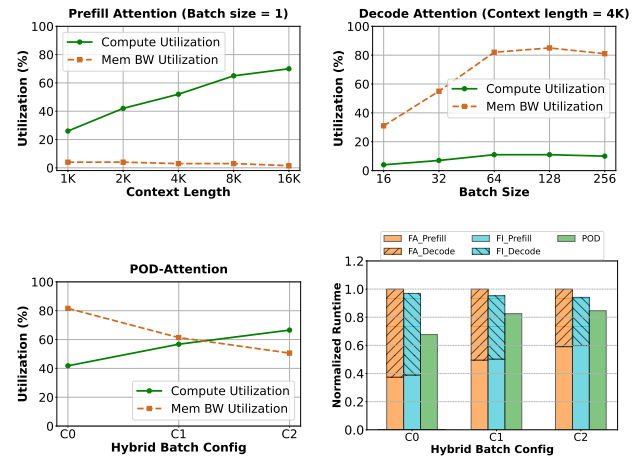 Prefill Attention (Batch size = 1)
100
80
60
40
20
0
Utilization (%)
Compute Utilization
Mem BW Utilization
1K 2K 4K 8K 16K
Context Length
Decode Attention (Context length = 4K)
100
80
60
40
20
0
Utilization (%)
Compute Utilization
Mem BW Utilization
16 32 64 128 256
Batch Size
POD-Attention
100
80
60
40
20
0
Utilization (%)
Compute Utilization
Mem BW Utilization
C0 C1 C2
Hybrid Batch Config
FA_Prefill FI_Prefill POD
FA_Decode FI_Decode
1.2
1.0
0.8
0.6
0.4
0.2
0.0
Normalized Runtime
C0 C1 C2
Hybrid Batch Config